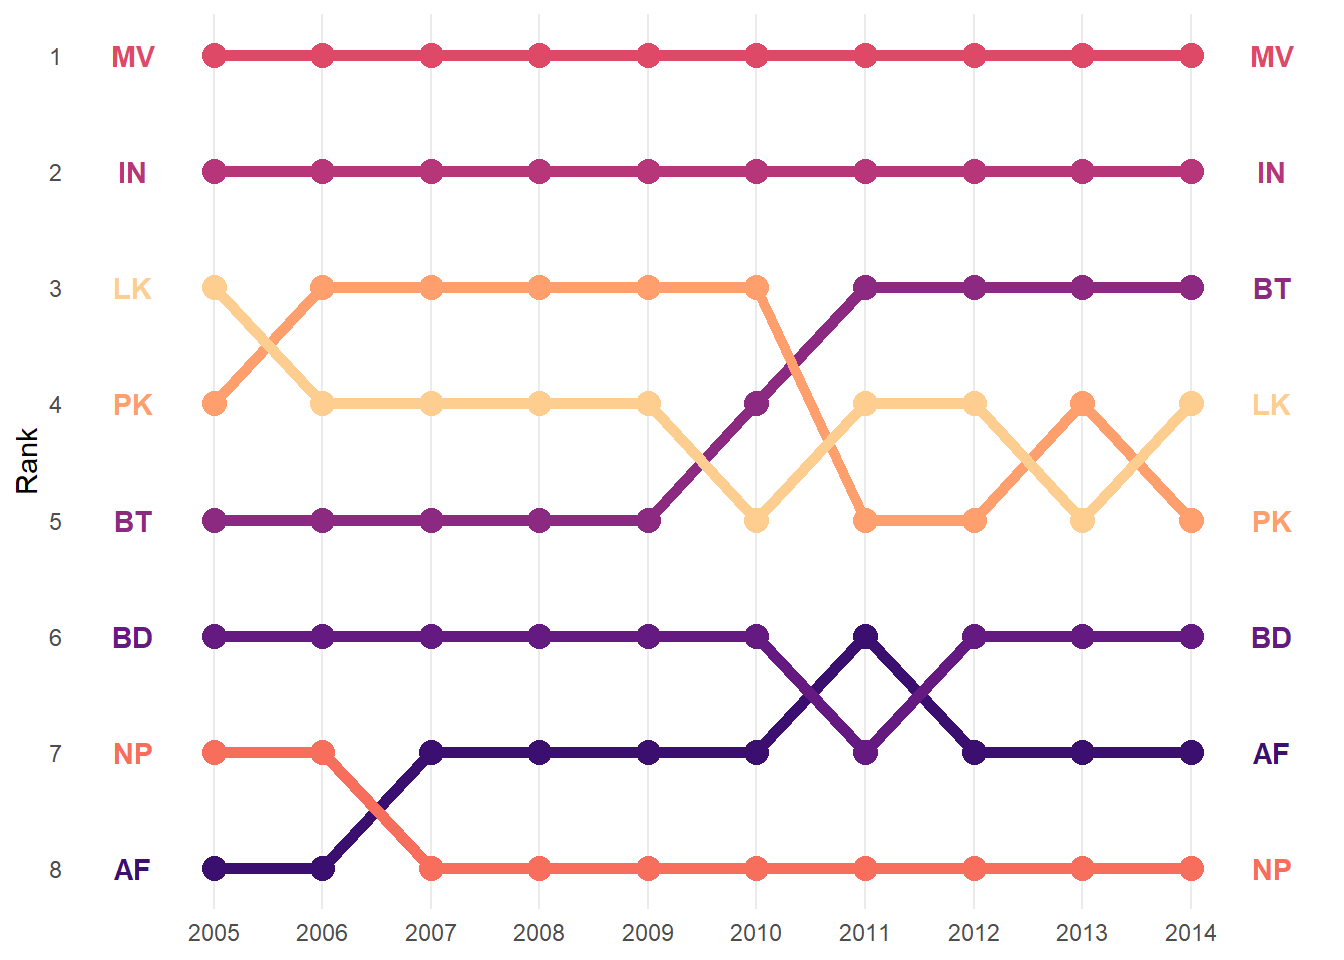 1 MV MV
2 IN IN
3 LK BT
4 PK LK
Rank
5 BT PK
6 BD BD
7 NP AF
8 AF NP
2005 2006 2007 2008 2009 2010 2011 2012 2013 2014